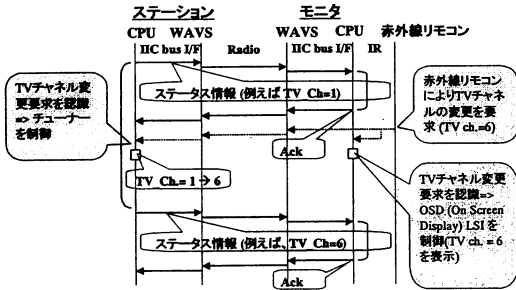 ステーション
モニタ
CPU WAVS WAVS CPU 赤外線リモコン
IIC bus I/F Radio IIC bus I/F IR
TVチャネル変
更要求を認識
=> チューナー
を制御
ステータス情報 (例えば TV Ch=1)
赤外線リモコン
によりTVチャネ
ルの変更を要
求 (TV ch.=6)
Ack
TV Ch.= 1 → 6
TVチャネル変更
要求を認識=>
OSD (On Screen
Display) LSI を
制御(TV ch. = 6
を表示)
ステータス情報 (例えば、TV Ch=6)
Ack